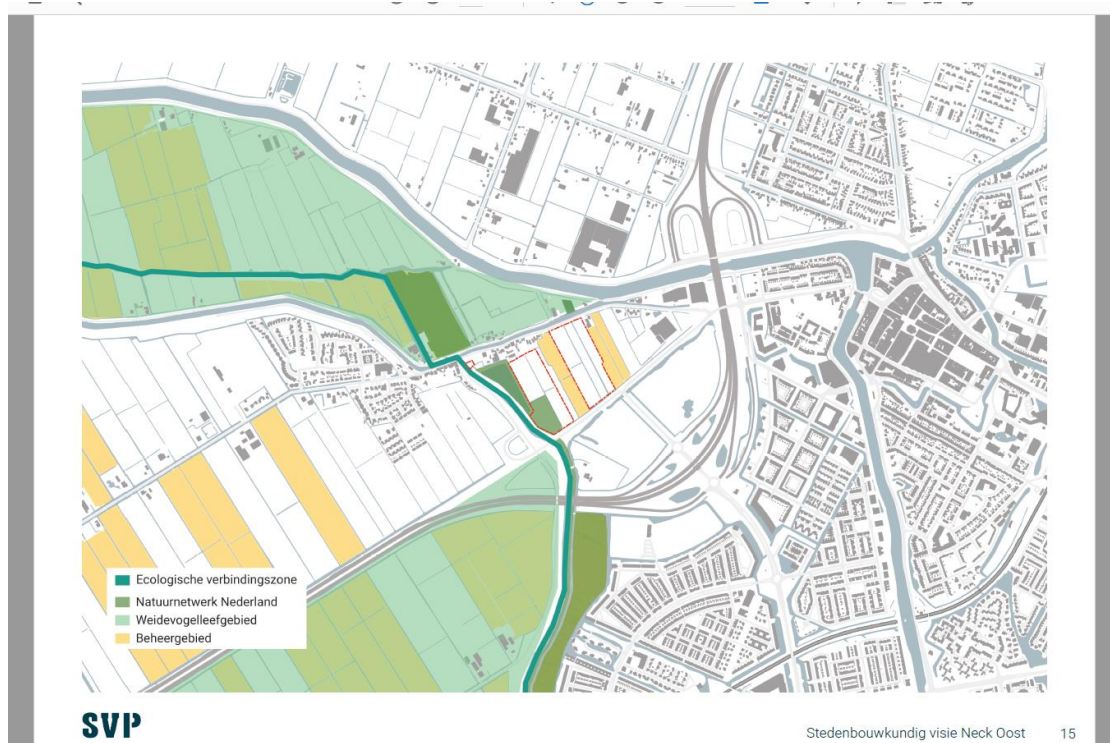 Ecologische verbindingszone
Natuurnetwerk Nederland
Weidevogelleefgebied
Beheergebied
SVP
Stedenbouwkundig visie Neck Oost 15